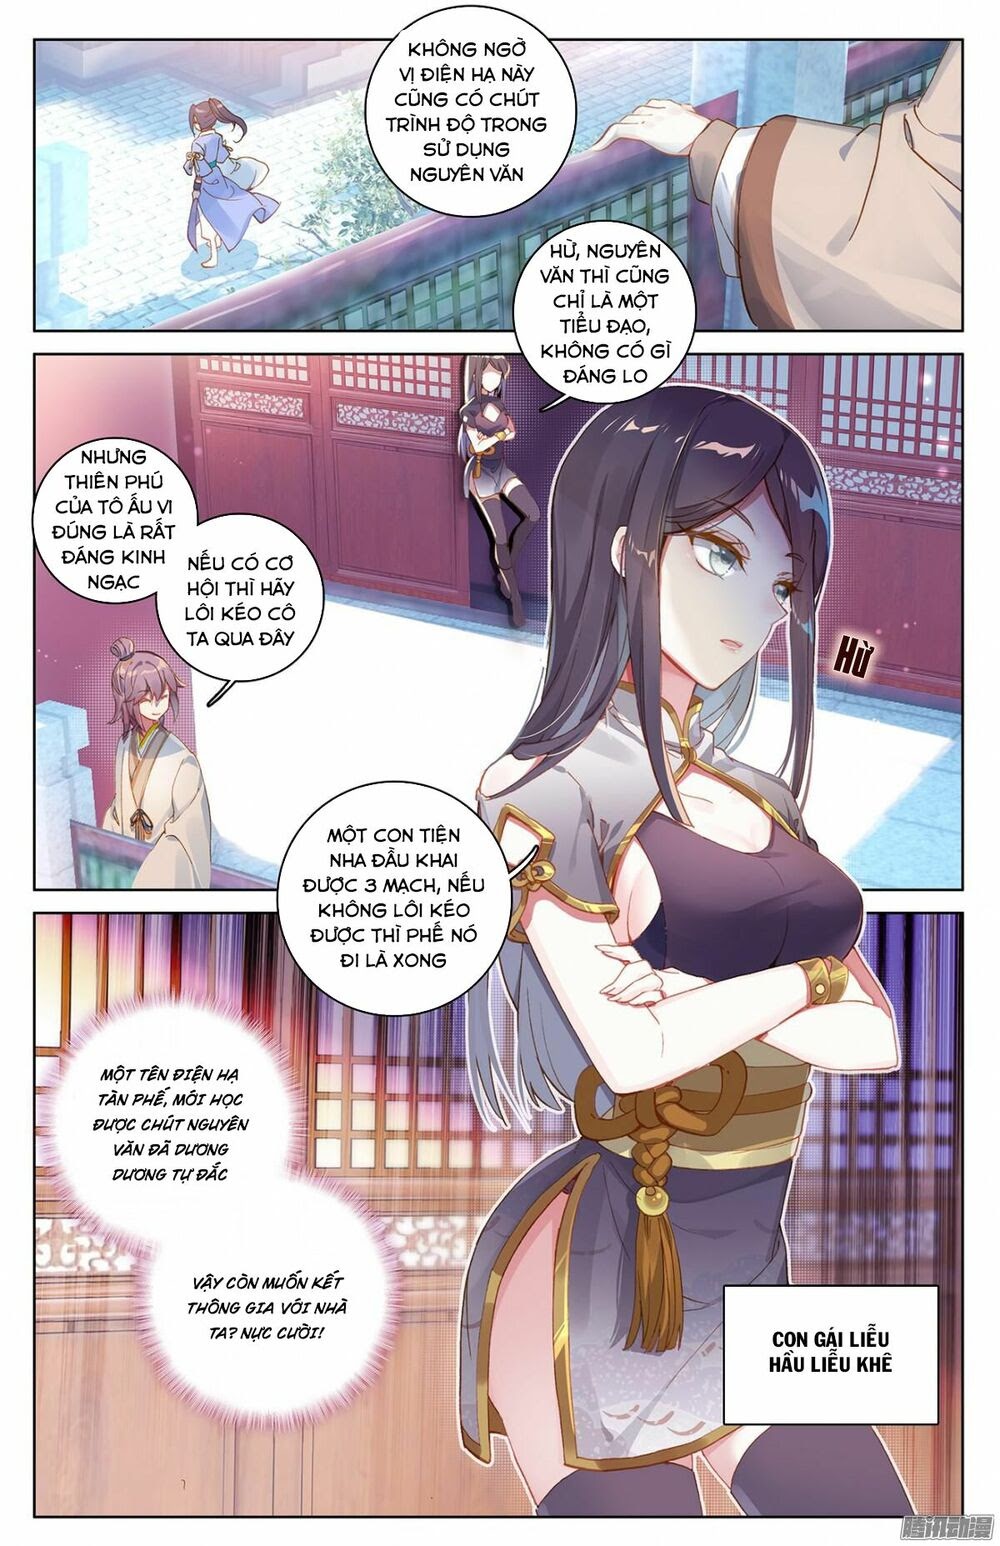 KHÔNG NGỜ
VỊ ĐIỆN HẠ NÀY
CŨNG CÓ CHÚT
TRÌNH ĐỘ TRONG
SỬ DỤNG
NGUYÊN VĂN
HỪ, NGUYÊN
VĂN THÌ CŨNG
CHỈ LÀ MỘT
TIỂU ĐẠO,
KHÔNG CÓ GÌ
ĐÁNG LO
NHƯNG
THIÊN PHÚ
CỦA TÔ ẤU VI
ĐÚNG LÀ RẤT
ĐÁNG KINH
NGẠC
NẾU CÓ CƠ
HỘI THÌ HÃY
LÔI KÉO CÔ
TA QUA ĐÂY
HỪ
MỘT CON TIỆN
NHA ĐẦU KHAI
ĐƯỢC 3 MẠCH, NẾU
KHÔNG LÔI KÉO
ĐƯỢC THÌ PHẾ NÓ
ĐI LÀ XONG
MỘT TÊN ĐIỆN HẠ
TÀN PHẾ, MỚI HỌC
ĐƯỢC CHÚT NGUYÊN
VĂN ĐÃ DƯƠNG
DƯƠNG TỰ ĐẮC
VẬY CÒN MUỐN KẾT
THÔNG GIA VỚI NHÀ
TA? NỰC CƯỜI!
CON GÁI LIỄU
HẦU LIỄU KHÊ
腾讯动漫